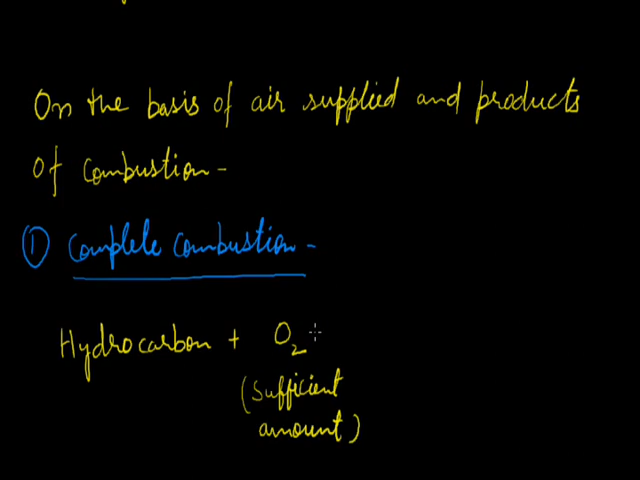 On the basis of air supplied and products
Of Combustion-
① Complete Combustion-
Hydrocarbon + O₂
(Sufficient
amount)